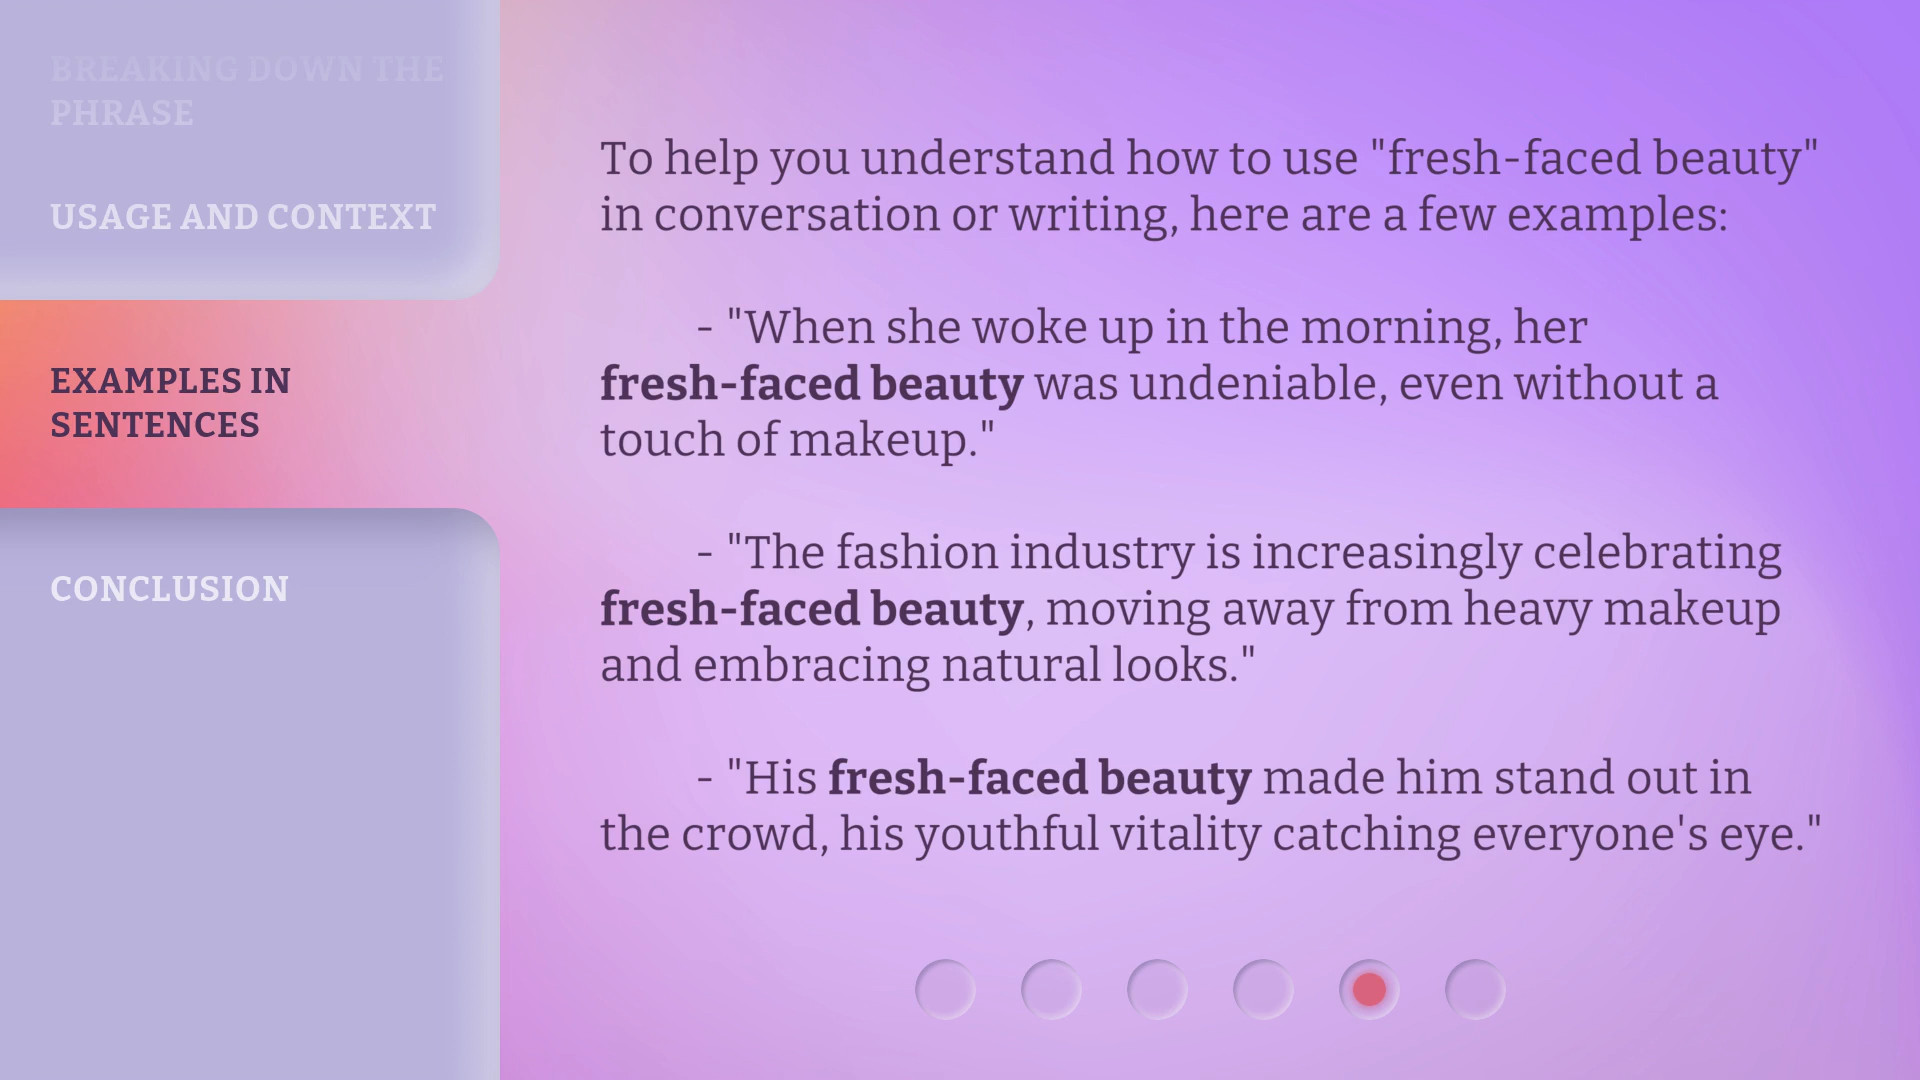 BREAKING DOWN THE
PHRASE
USAGE AND CONTEXT
EXAMPLES IN
SENTENCES
CONCLUSION
To help you understand how to use "fresh-faced beauty"
in conversation or writing, here are a few examples:
- "When she woke up in the morning, her
fresh-faced beauty was undeniable, even without a
touch of makeup."
- "The fashion industry is increasingly celebrating
fresh-faced beauty, moving away from heavy makeup
and embracing natural looks."
- "His fresh-faced beauty made him stand out in
the crowd, his youthful vitality catching everyone's eye."